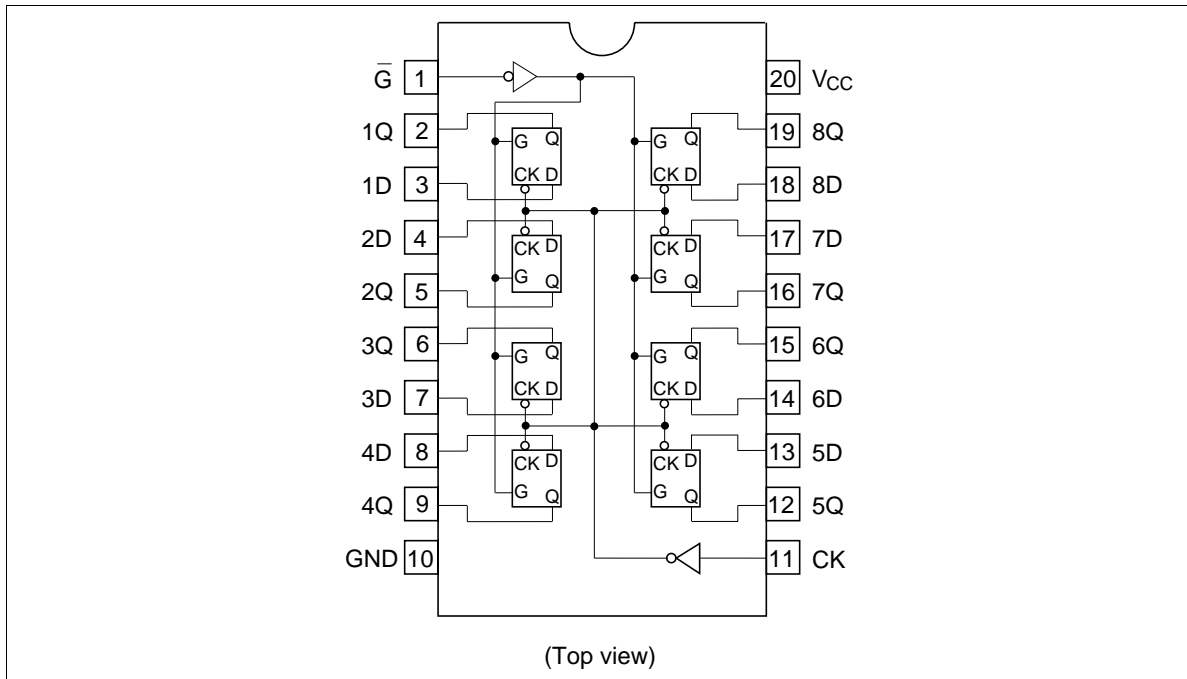 G̅ 1 20 VCC
1Q 2 G Q G Q 19 8Q
1D 3 CK D CK D 18 8D
2D 4 CK D CK D 17 7D
2Q 5 G Q G Q 16 7Q
3Q 6 G Q G Q 15 6Q
3D 7 CK D CK D 14 6D
4D 8 CK D CK D 13 5D
4Q 9 G Q G Q 12 5Q
GND 10 11 CK
(Top view)